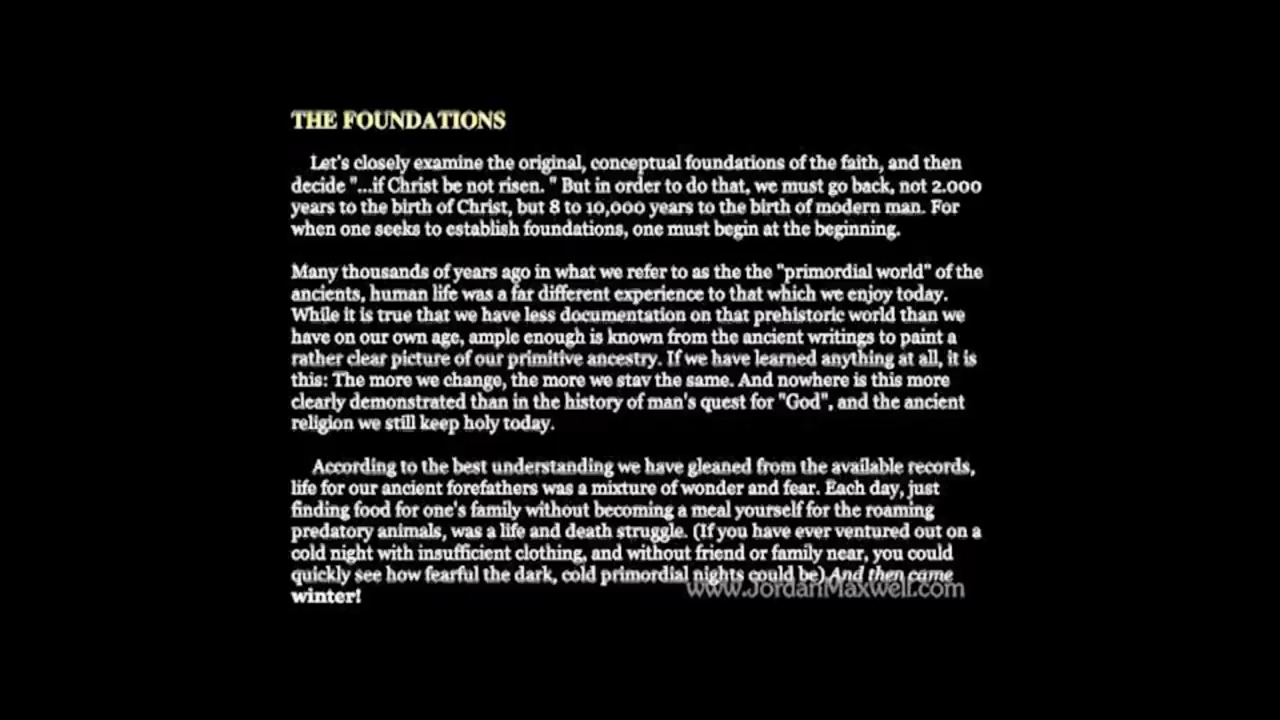 THE FOUNDATIONS
Let's closely examine the original, conceptual foundations of the faith, and then
decide "...if Christ be not risen. " But in order to do that, we must go back, not 2.000
years to the birth of Christ, but 8 to 10,000 years to the birth of modern man. For
when one seeks to establish foundations, one must begin at the beginning.
Many thousands of years ago in what we refer to as the the "primordial world" of the
ancients, human life was a far different experience to that which we enjoy today.
While it is true that we have less documentation on that prehistoric world than we
have on our own age, ample enough is known from the ancient writings to paint a
rather clear picture of our primitive ancestry. If we have learned anything at all, it is
this: The more we change, the more we stav the same. And nowhere is this more
clearly demonstrated than in the history of man's quest for "God", and the ancient
religion we still keep holy today.
According to the best understanding we have gleaned from the available records,
life for our ancient forefathers was a mixture of wonder and fear. Each day, just
finding food for one's family without becoming a meal yourself for the roaming
predatory animals, was a life and death struggle. (If you have ever ventured out on a
cold night with insufficient clothing, and without friend or family near, you could
quickly see how fearful the dark, cold primordial nights could be) And then came
winter!
www.JordanMaxwell.com